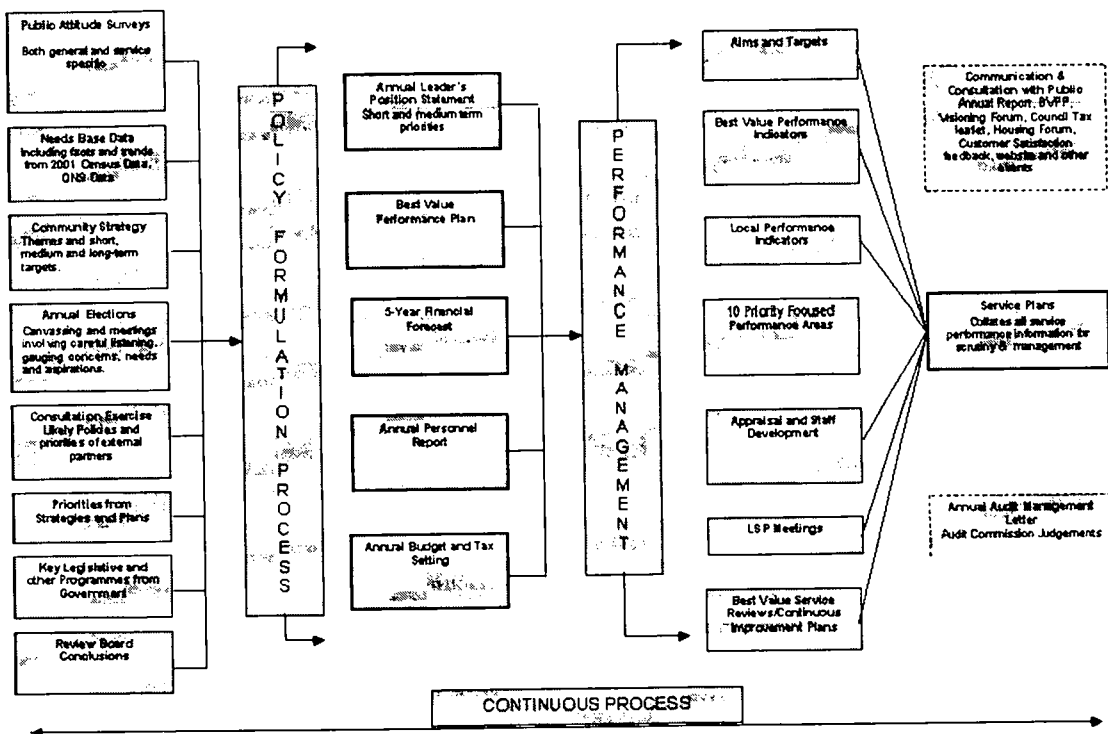 Public Attitude Surveys
Both general and service
specific
Needs Base Data
Including facts and trends
from 2001 Census Data,
ONS Data
Community Strategy
Themes and short,
medium and long-term
targets.
Annual Elections
Canvassing and meetings
involving careful listening,
gauging concerns, needs
and aspirations.
Consultation Exercise
Likely Policies and
priorities of external
partners
Priorities from
Strategies and Plans
Key Legislative and
other Programmes from
Government
Review Board
Conclusions
POLICY FORMULATION PROCESS
Annual Leader's
Position Statement
Short and medium term
priorities
Best Value
Performance Plan
5-Year Financial
Forecast
Annual Personnel
Report
Annual Budget and Tax
Setting
PERFORMANCE MANAGEMENT
Aims and Targets
Best Value Performance
Indicators
Local Performance
Indicators
10 Priority Focused
Performance Areas
Appraisal and Staff
Development
LSP Meetings
Best Value Service
Reviews/Continuous
Improvement Plans
Communication &
Consultation with Public
Annual Report, BVPP,
Visioning Forum, Council Tax
leaflet, Housing Forum,
Customer Satisfaction
feedback, website and other
Service Plans
Collates all service
performance information for
scrutiny & management
Annual Audit Management
Letter
Audit Commission Judgements
CONTINUOUS PROCESS